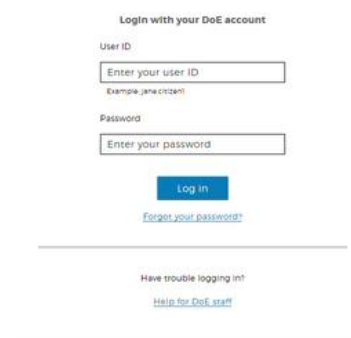 Login with your DoE account
User ID
Enter your user ID
Example: jane.citizen1
Password
Enter your password
Log in
Forgot your password?
Have trouble logging in?
Help for DoE staff